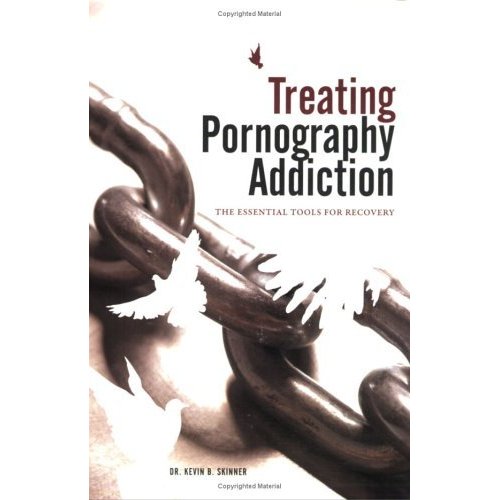 Copyrighted Material
Treating
Pornography
Addiction
THE ESSENTIAL TOOLS FOR RECOVERY
DR. KEVIN B. SKINNER
Copyrighted Material